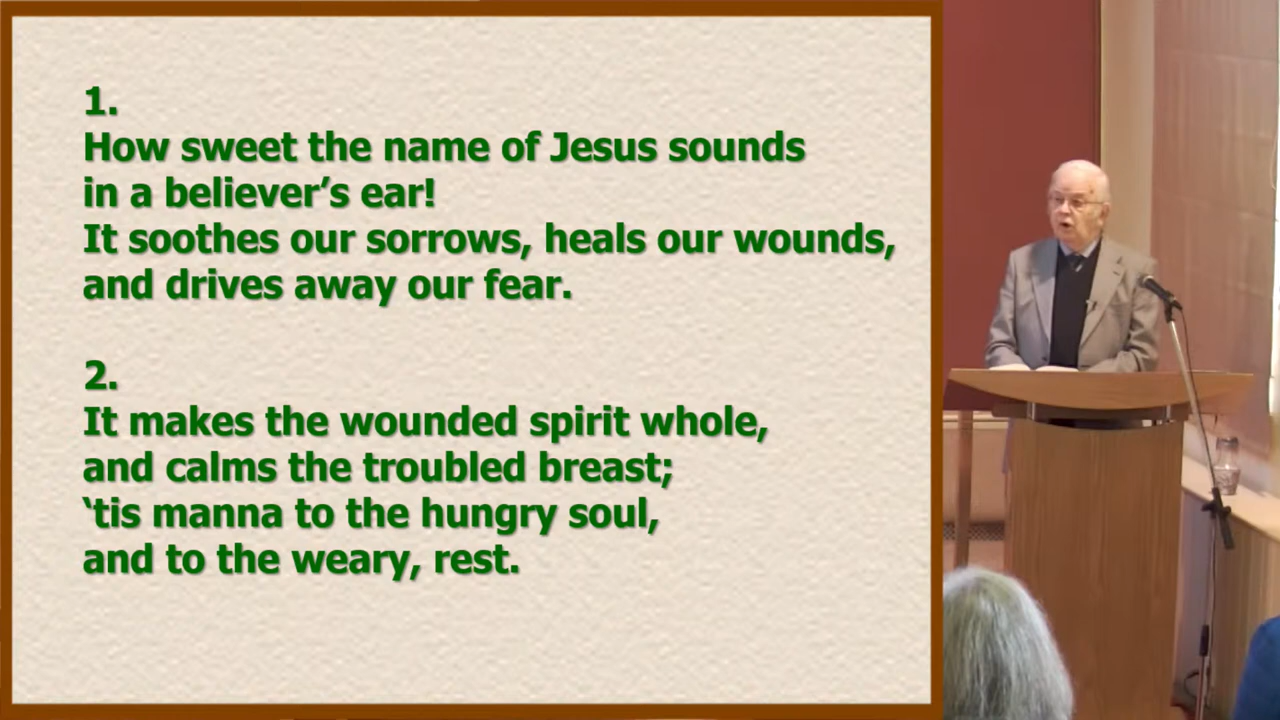 1.
How sweet the name of Jesus sounds
in a believer’s ear!
It soothes our sorrows, heals our wounds,
and drives away our fear.
2.
It makes the wounded spirit whole,
and calms the troubled breast;
‘tis manna to the hungry soul,
and to the weary, rest.